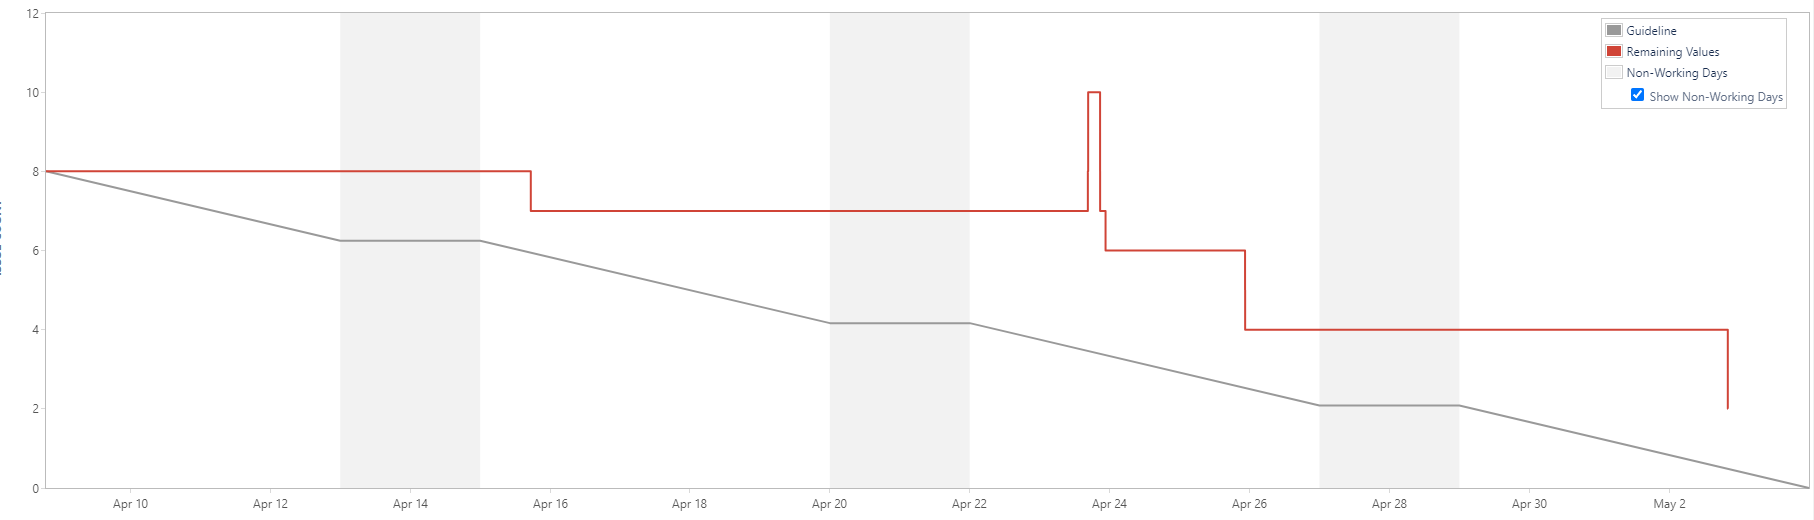 12
10
8
6
4
2
0
Guideline
Remaining Values
Non-Working Days
Show Non-Working Days
Apr 10 Apr 12 Apr 14 Apr 16 Apr 18 Apr 20 Apr 22 Apr 24 Apr 26 Apr 28 Apr 30 May 2